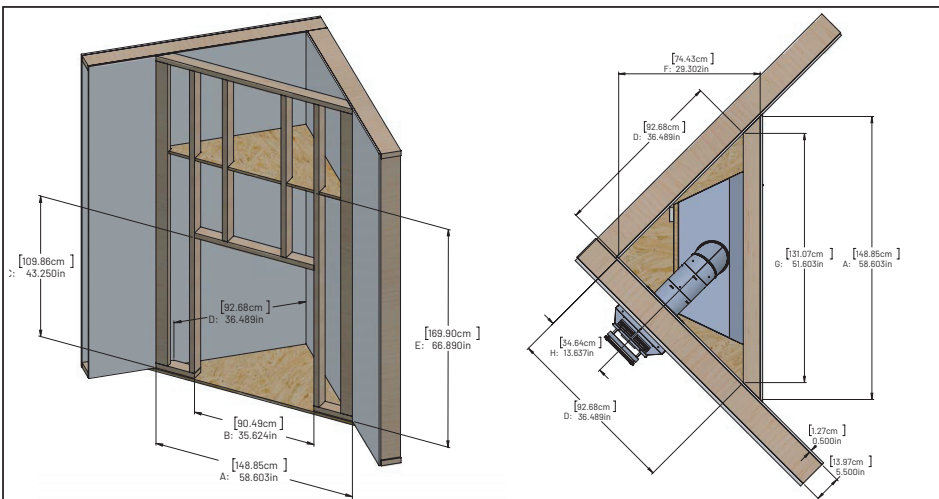 [109.86cm]
C: 43.250in
[92.68cm]
D: 36.489in
[169.90cm]
E: 66.890in
[90.49cm]
B: 35.624in
[148.85cm]
A: 58.603in
[74.43cm]
F: 29.302in
[92.68cm]
D: 36.489in
[131.07cm]
G: 51.603in
[148.85cm]
A: 58.603in
[34.64cm]
H: 13.637in
[92.68cm]
D: 36.489in
[1.27cm]
0.500in
[13.97cm]
5.500in